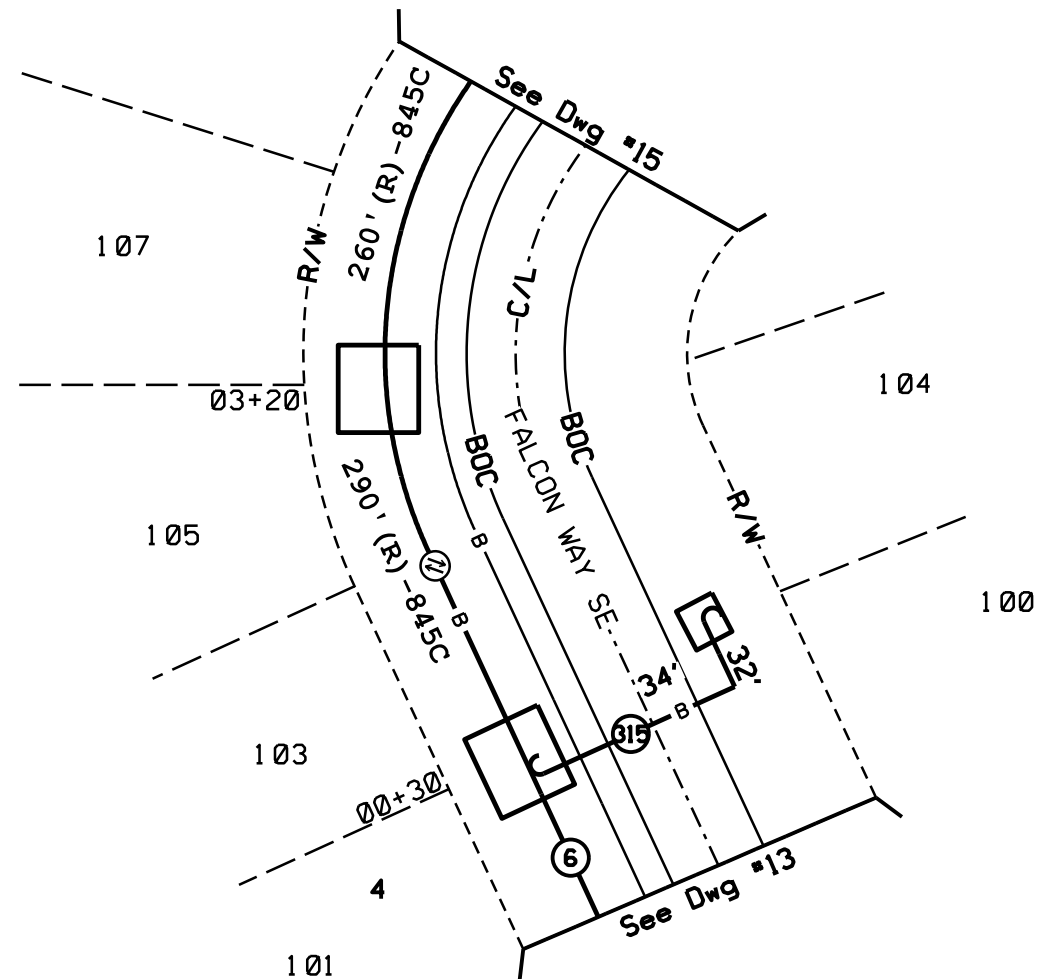 See Dwg #15
260'(R)-845C
107
R/W
C/L
03+20
104
BOC
BOC
FALCON WAY SE
290'(R)-845C
R/W
105
B
B
100
32'
34'
B
315
103
00+30
6
4
See Dwg #13
101